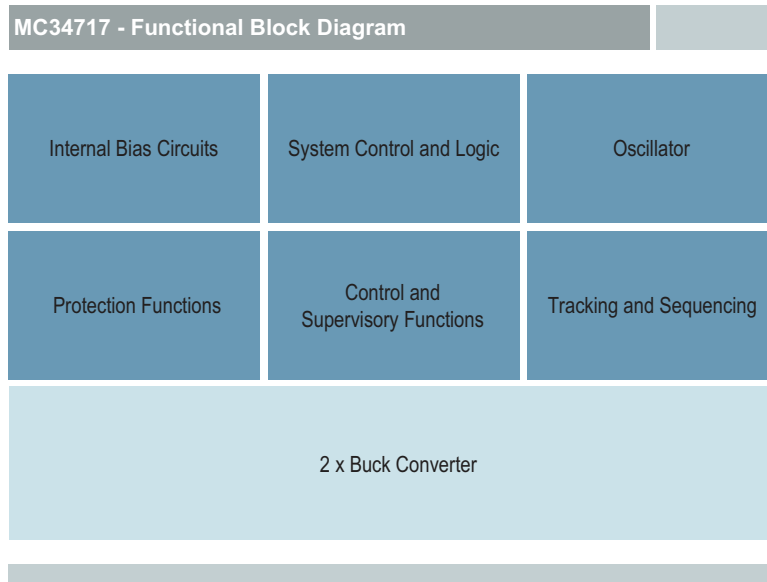 MC34717 - Functional Block Diagram
Internal Bias Circuits
System Control and Logic
Oscillator
Protection Functions
Control and
Supervisory Functions
Tracking and Sequencing
2 x Buck Converter